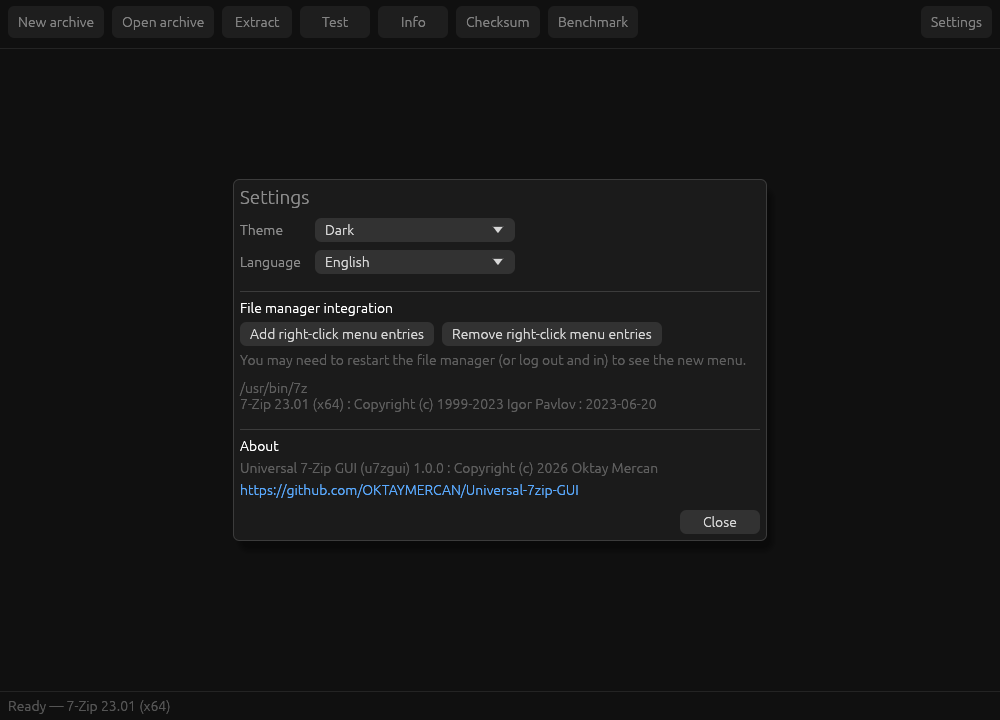 New archive Open archive Extract Test Info Checksum Benchmark Settings
Settings
Theme Dark
Language English
File manager integration
Add right-click menu entries Remove right-click menu entries
You may need to restart the file manager (or log out and in) to see the new menu.
/usr/bin/7z
7-Zip 23.01 (x64) : Copyright (c) 1999-2023 Igor Pavlov : 2023-06-20
About
Universal 7-Zip GUI (u7zgui) 1.0.0 : Copyright (c) 2026 Oktay Mercan
https://github.com/OKTAYMERCAN/Universal-7zip-GUI
Close
Ready — 7-Zip 23.01 (x64)